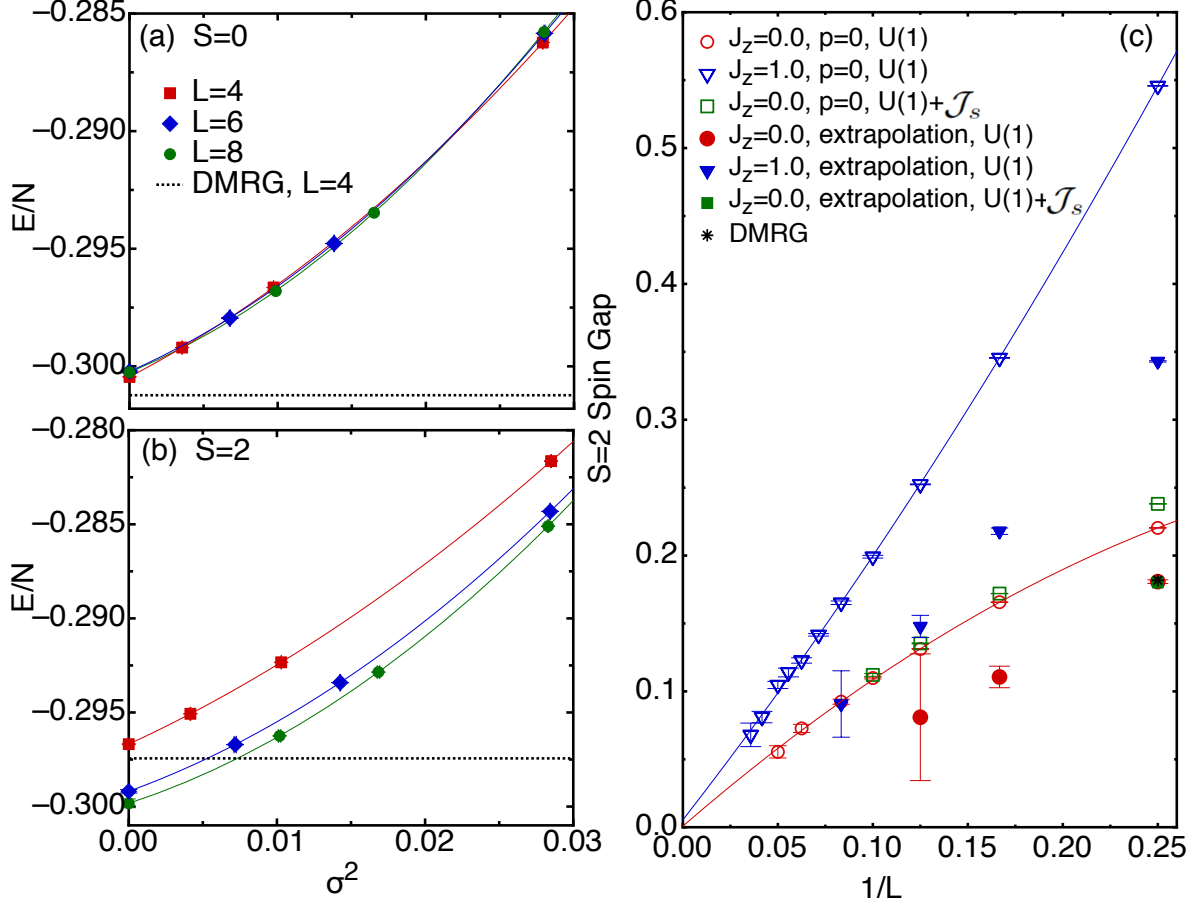 (a) S=0
L=4
L=6
L=8
DMRG, L=4
E/N
−0.285
−0.290
−0.295
−0.300
(b) S=2
E/N
−0.280
−0.285
−0.290
−0.295
−0.300
0.00 0.01 0.02 0.03
σ²
(c)
J_z=0.0, p=0, U(1)
J_z=1.0, p=0, U(1)
J_z=0.0, p=0, U(1)+𝒥_s
J_z=0.0, extrapolation, U(1)
J_z=1.0, extrapolation, U(1)
J_z=0.0, extrapolation, U(1)+𝒥_s
DMRG
S=2 Spin Gap
0.6
0.5
0.4
0.3
0.2
0.1
0.0
0.00 0.05 0.10 0.15 0.20 0.25
1/L